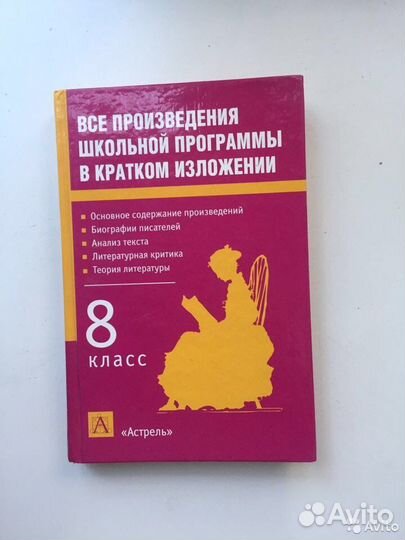 ВСЕ ПРОИЗВЕДЕНИЯ
ШКОЛЬНОЙ ПРОГРАММЫ
В КРАТКОМ ИЗЛОЖЕНИИ
Основное содержание произведений
Биографии писателей
Анализ текста
Литературная критика
Теория литературы
8
класс
А
«Астрель»
Avito
Avito